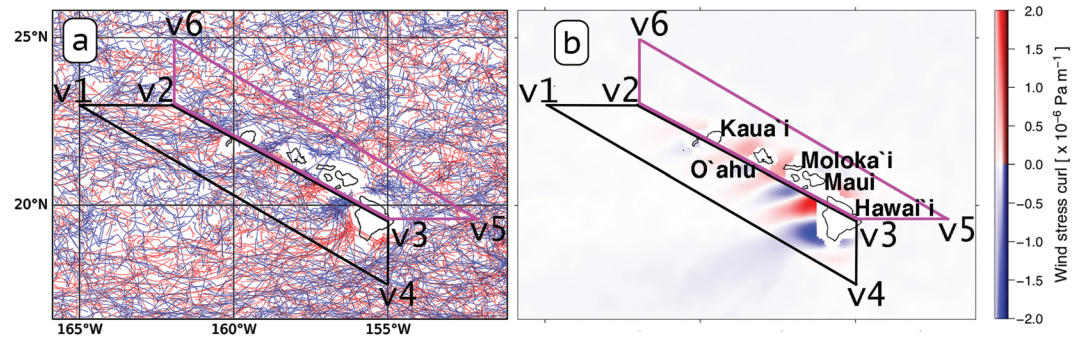 a
v6
25°N
v1
v2
20°N
v3
v5
v4
165°W
160°W
155°W
b
v6
v1
v2
Kaua`i
O`ahu
Moloka`i
Maui
Hawai`i
v3
v5
v4
2.0
1.5
1.0
0.5
0.0
−0.5
−1.0
−1.5
−2.0
Wind stress curl [ x 10⁻⁶ Pa m⁻¹ ]